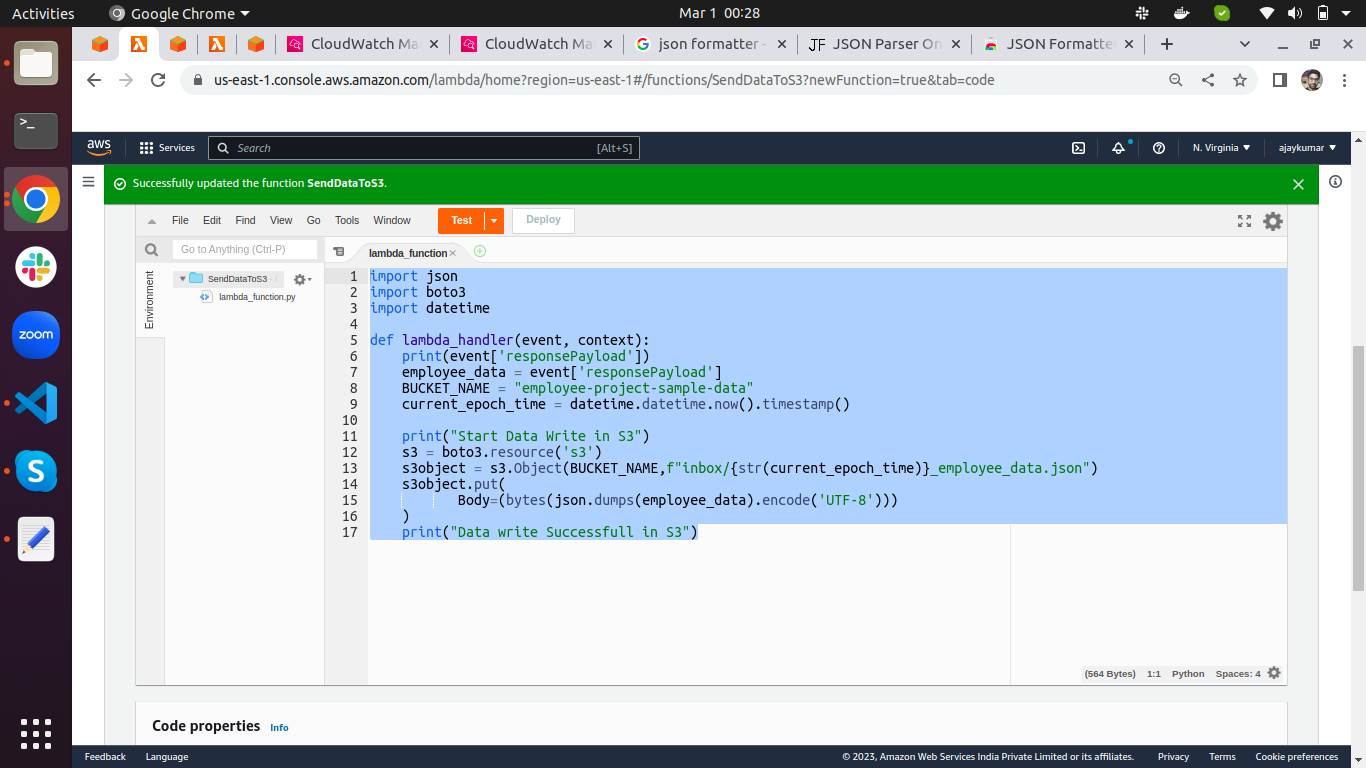 Activities Google Chrome Mar 1 00:28
CloudWatch Ma CloudWatch Ma json formatter - JSON Parser On JSON Formatte
us-east-1.console.aws.amazon.com/lambda/home?region=us-east-1#/functions/SendDataToS3?newFunction=true&tab=code
aws Services Search [Alt+S] N. Virginia ajaykumar
Successfully updated the function SendDataToS3.
File Edit Find View Go Tools Window Test Deploy
Go to Anything (Ctrl-P) lambda_function
Environment
SendDataToS3 - /
lambda_function.py
1 import json
2 import boto3
3 import datetime
4
5 def lambda_handler(event, context):
6 print(event['responsePayload'])
7 employee_data = event['responsePayload']
8 BUCKET_NAME = "employee-project-sample-data"
9 current_epoch_time = datetime.datetime.now().timestamp()
10
11 print("Start Data Write in S3")
12 s3 = boto3.resource('s3')
13 s3object = s3.Object(BUCKET_NAME,f"inbox/{str(current_epoch_time)}_employee_data.json")
14 s3object.put(
15 Body=(bytes(json.dumps(employee_data).encode('UTF-8')))
16 )
17 print("Data write Successfull in S3")
(564 Bytes) 1:1 Python Spaces: 4
Code properties Info
Feedback Language © 2023, Amazon Web Services India Private Limited or its affiliates. Privacy Terms Cookie preferences
zoom